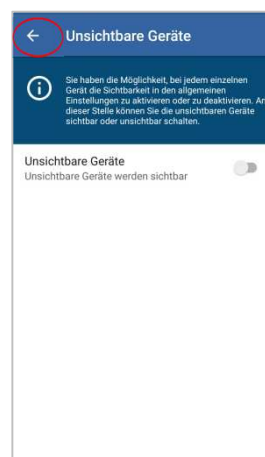 Unsichtbare Geräte
Sie haben die Möglichkeit, bei jedem einzelnen
Gerät die Sichtbarkeit in den allgemeinen
Einstellungen zu aktivieren oder zu deaktivieren. An
dieser Stelle können Sie die unsichtbaren Geräte
sichtbar oder unsichtbar schalten.
Unsichtbare Geräte
Unsichtbare Geräte werden sichtbar